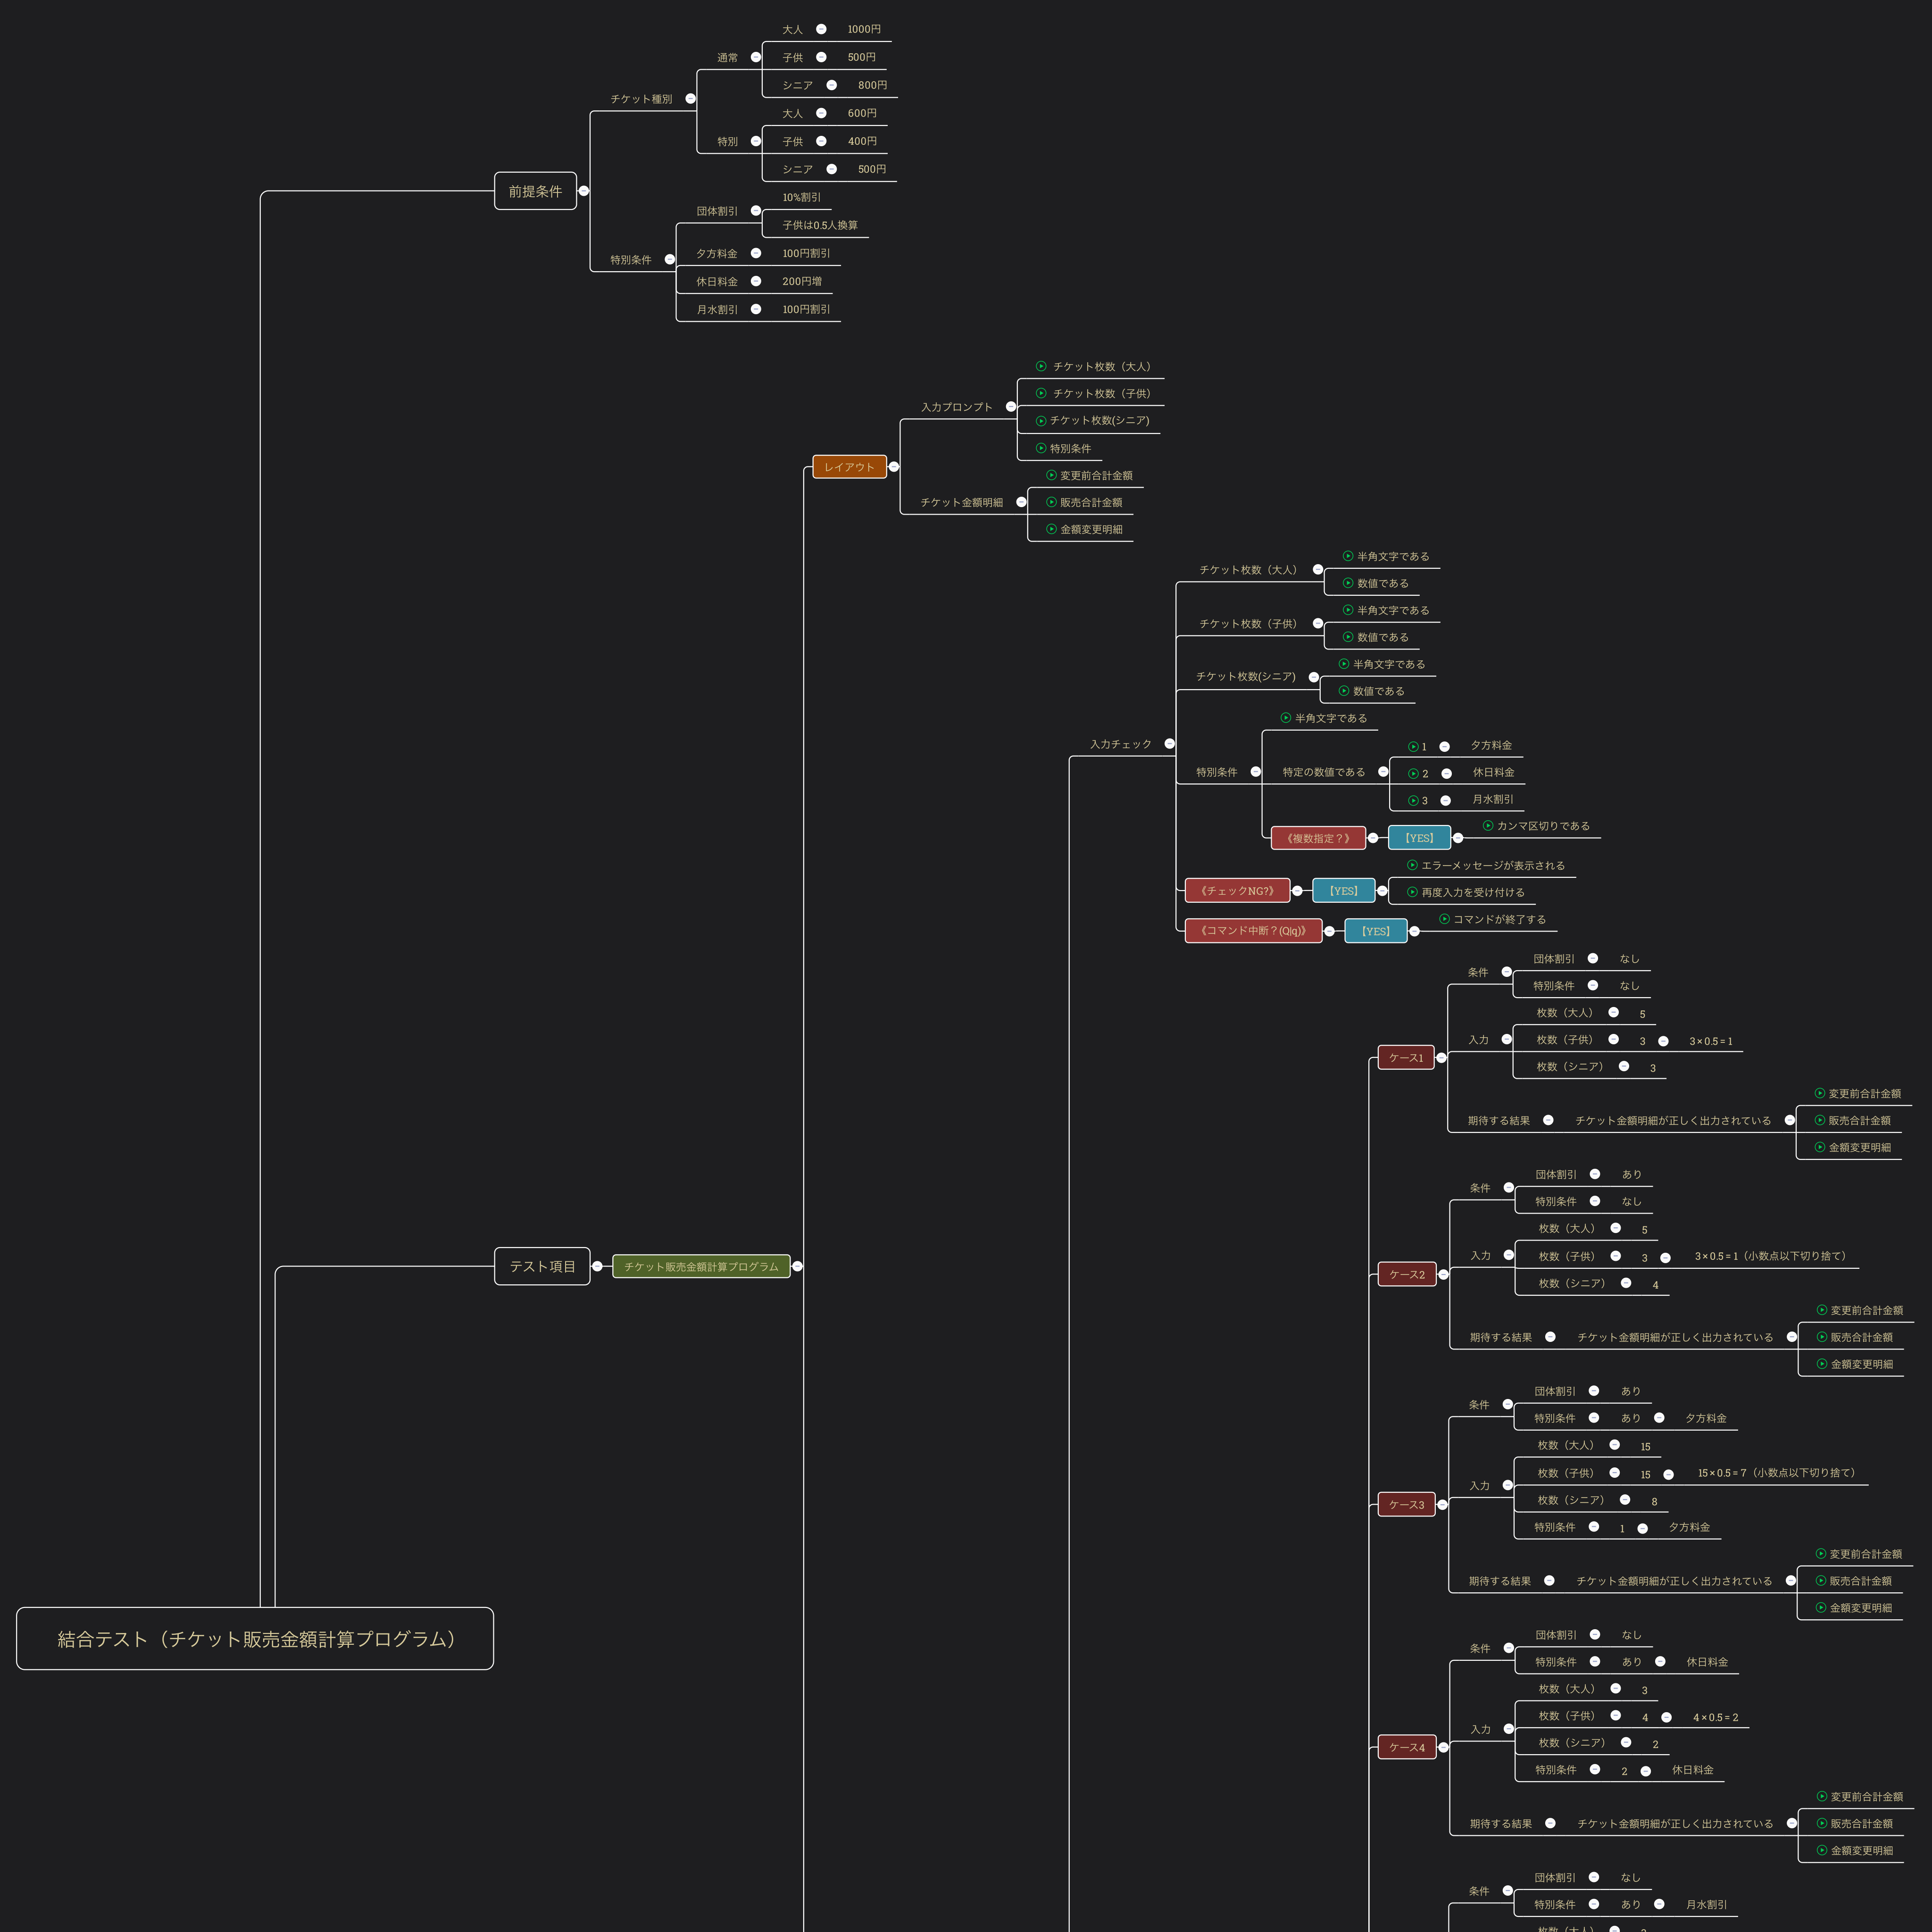 結合テスト（チケット販売金額計算プログラム）
前提条件
チケット種別
通常
大人 1000円
子供 500円
シニア 800円
特別
大人 600円
子供 400円
シニア 500円
特別条件
団体割引
10%割引
子供は0.5人換算
夕方料金 100円割引
休日料金 200円増
月水割引 100円割引
テスト項目
チケット販売金額計算プログラム
レイアウト
入力プロンプト
チケット枚数（大人）
チケット枚数（子供）
チケット枚数(シニア)
特別条件
チケット金額明細
変更前合計金額
販売合計金額
金額変更明細
入力チェック
チケット枚数（大人）
半角文字である
数値である
チケット枚数（子供）
半角文字である
数値である
チケット枚数(シニア)
半角文字である
数値である
特別条件
半角文字である
特定の数値である
1 夕方料金
2 休日料金
3 月水割引
《複数指定？》 【YES】 カンマ区切りである
《チェックNG?》 【YES】
エラーメッセージが表示される
再度入力を受け付ける
《コマンド中断？(Q|q)》 【YES】 コマンドが終了する
ケース1
条件
団体割引 なし
特別条件 なし
入力
枚数（大人） 5
枚数（子供） 3 3×0.5=1
枚数（シニア） 3
期待する結果 チケット金額明細が正しく出力されている
変更前合計金額
販売合計金額
金額変更明細
ケース2
条件
団体割引 あり
特別条件 なし
入力
枚数（大人） 5
枚数（子供） 3 3×0.5=1（小数点以下切り捨て）
枚数（シニア） 4
期待する結果 チケット金額明細が正しく出力されている
変更前合計金額
販売合計金額
金額変更明細
ケース3
条件
団体割引 あり
特別条件 あり 夕方料金
入力
枚数（大人） 15
枚数（子供） 15 15×0.5=7（小数点以下切り捨て）
枚数（シニア） 8
特別条件 1 夕方料金
期待する結果 チケット金額明細が正しく出力されている
変更前合計金額
販売合計金額
金額変更明細
ケース4
条件
団体割引 なし
特別条件 あり 休日料金
入力
枚数（大人） 3
枚数（子供） 4 4×0.5=2
枚数（シニア） 2
特別条件 2 休日料金
期待する結果 チケット金額明細が正しく出力されている
変更前合計金額
販売合計金額
金額変更明細
条件
団体割引 なし
特別条件 あり 月水割引
枚数（大人）